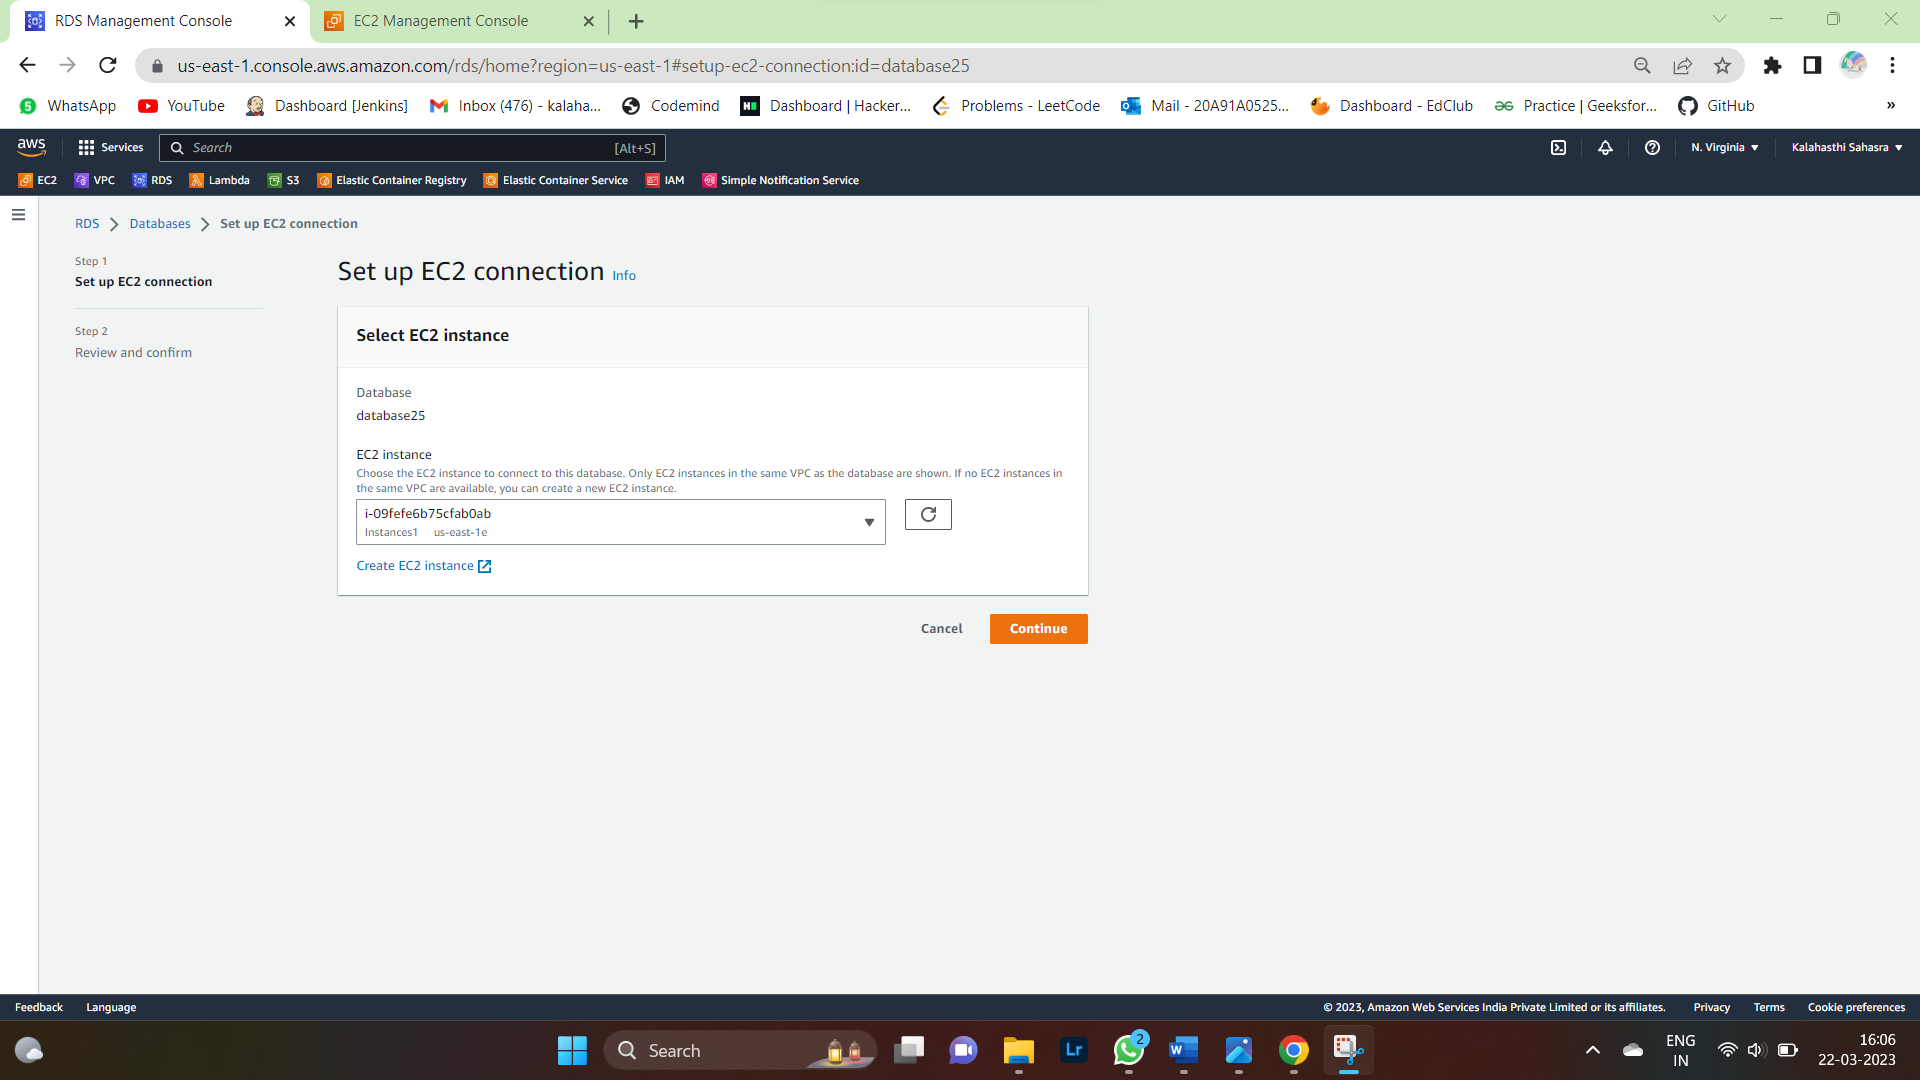 RDS Management Console
EC2 Management Console
us-east-1.console.aws.amazon.com/rds/home?region=us-east-1#setup-ec2-connection:id=database25
WhatsApp YouTube Dashboard [Jenkins] Inbox (476) - kalaha... Codemind Dashboard | Hacker... Problems - LeetCode Mail - 20A91A0525... Dashboard - EdClub Practice | Geeksfor... GitHub »
aws Services Search [Alt+S] N. Virginia Kalahasthi Sahasra
EC2 VPC RDS Lambda S3 Elastic Container Registry Elastic Container Service IAM Simple Notification Service
RDS Databases Set up EC2 connection
Step 1
Set up EC2 connection
Step 2
Review and confirm
Set up EC2 connection Info
Select EC2 instance
Database
database25
EC2 instance
Choose the EC2 instance to connect to this database. Only EC2 instances in the same VPC as the database are shown. If no EC2 instances in
the same VPC are available, you can create a new EC2 instance.
i-09fefe6b75cfab0ab
Instances1 us-east-1e
Create EC2 instance
Cancel Continue
Feedback Language © 2023, Amazon Web Services India Private Limited or its affiliates. Privacy Terms Cookie preferences
Search
Lr
2
W
ENG
IN
16:06
22-03-2023